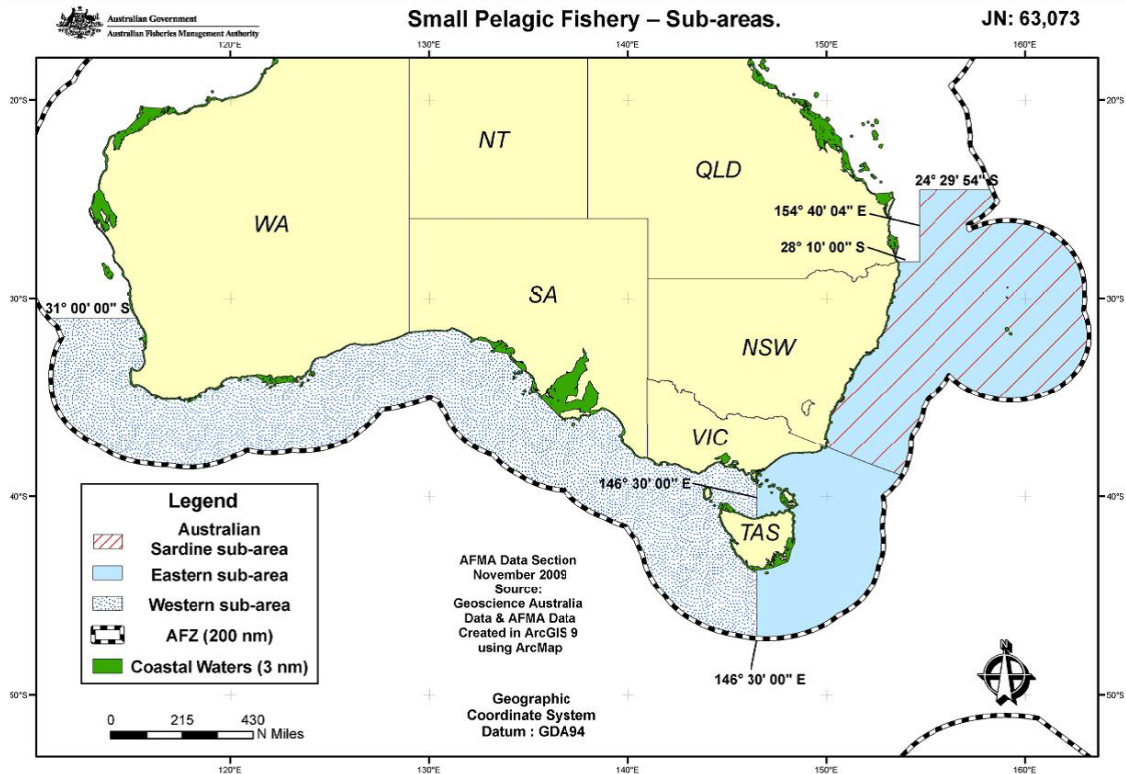 Australian Government
Australian Fisheries Management Authority
Small Pelagic Fishery – Sub-areas.
JN: 63,073
120°E
130°E
140°E
150°E
160°E
20°S
20°S
NT
QLD
24° 29' 54" S
154° 40' 04" E
WA
28° 10' 00" S
SA
30°S
31° 00' 00" S
30°S
NSW
VIC
146° 30' 00" E
40°S
40°S
TAS
Legend
Australian
Sardine sub-area
Eastern sub-area
Western sub-area
AFZ (200 nm)
Coastal Waters (3 nm)
AFMA Data Section
November 2009
Source:
Geoscience Australia
Data & AFMA Data
Created in ArcGIS 9
using ArcMap
146° 30' 00" E
N
50°S
50°S
Geographic
Coordinate System
Datum : GDA94
0 215 430
N Miles
120°E
130°E
140°E
150°E
160°E